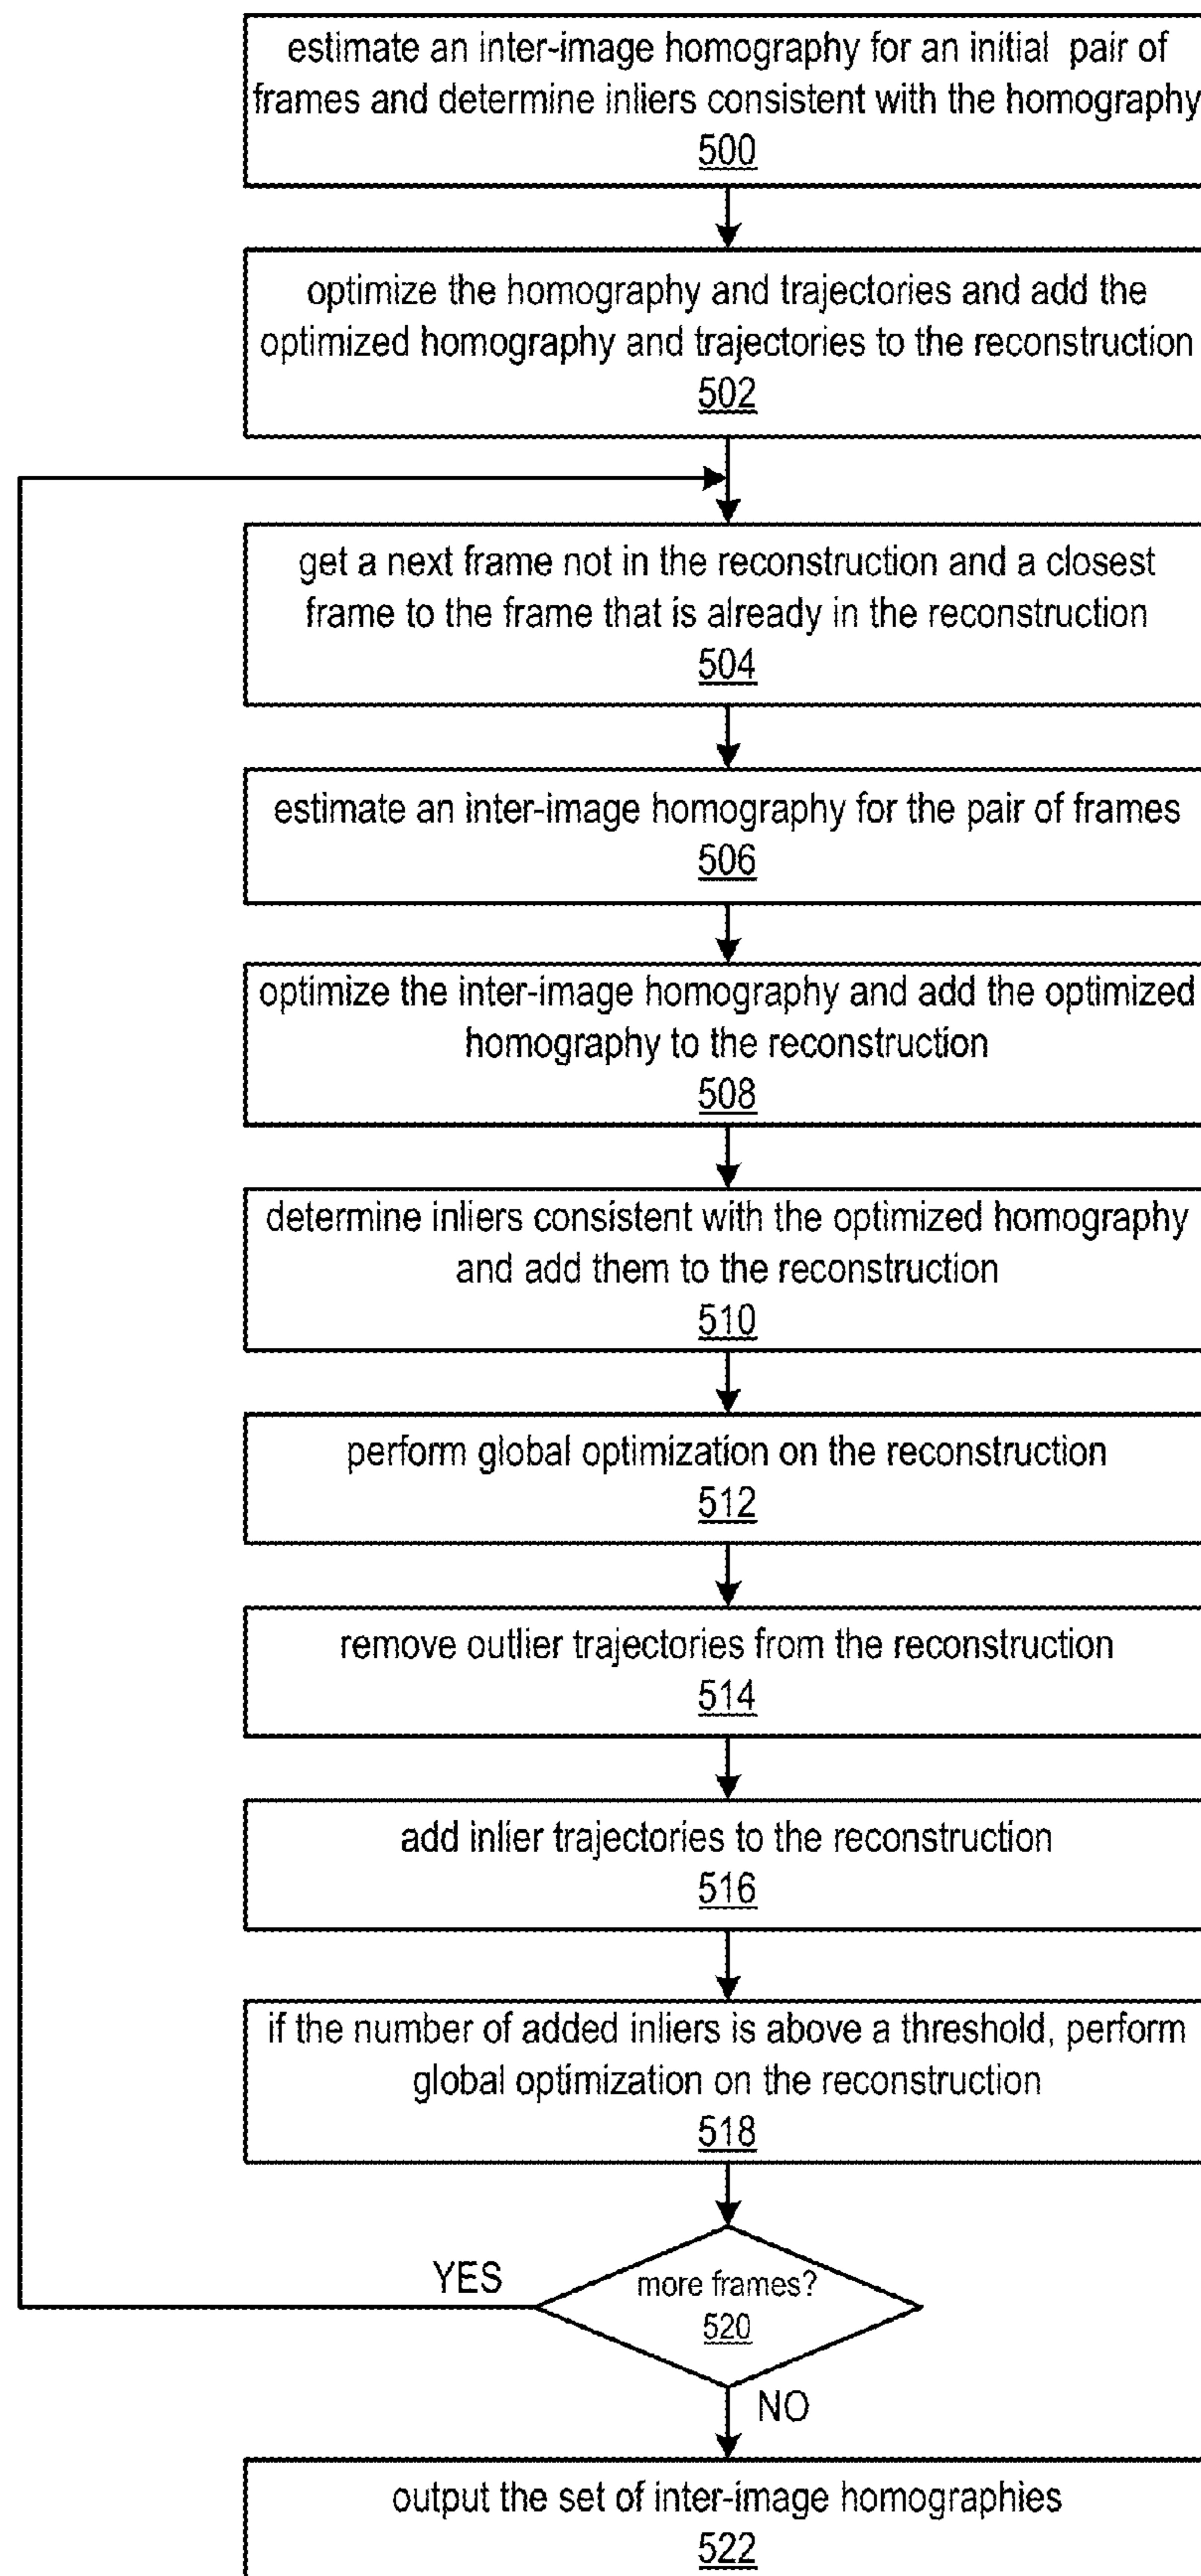 estimate an inter-image homography for an initial pair of
frames and determine inliers consistent with the homography
500
optimize the homography and trajectories and add the
optimized homography and trajectories to the reconstruction
502
get a next frame not in the reconstruction and a closest
frame to the frame that is already in the reconstruction
504
estimate an inter-image homography for the pair of frames
506
optimize the inter-image homography and add the optimized
homography to the reconstruction
508
determine inliers consistent with the optimized homography
and add them to the reconstruction
510
perform global optimization on the reconstruction
512
remove outlier trajectories from the reconstruction
514
add inlier trajectories to the reconstruction
516
if the number of added inliers is above a threshold, perform
global optimization on the reconstruction
518
YES
more frames?
520
NO
output the set of inter-image homographies
522